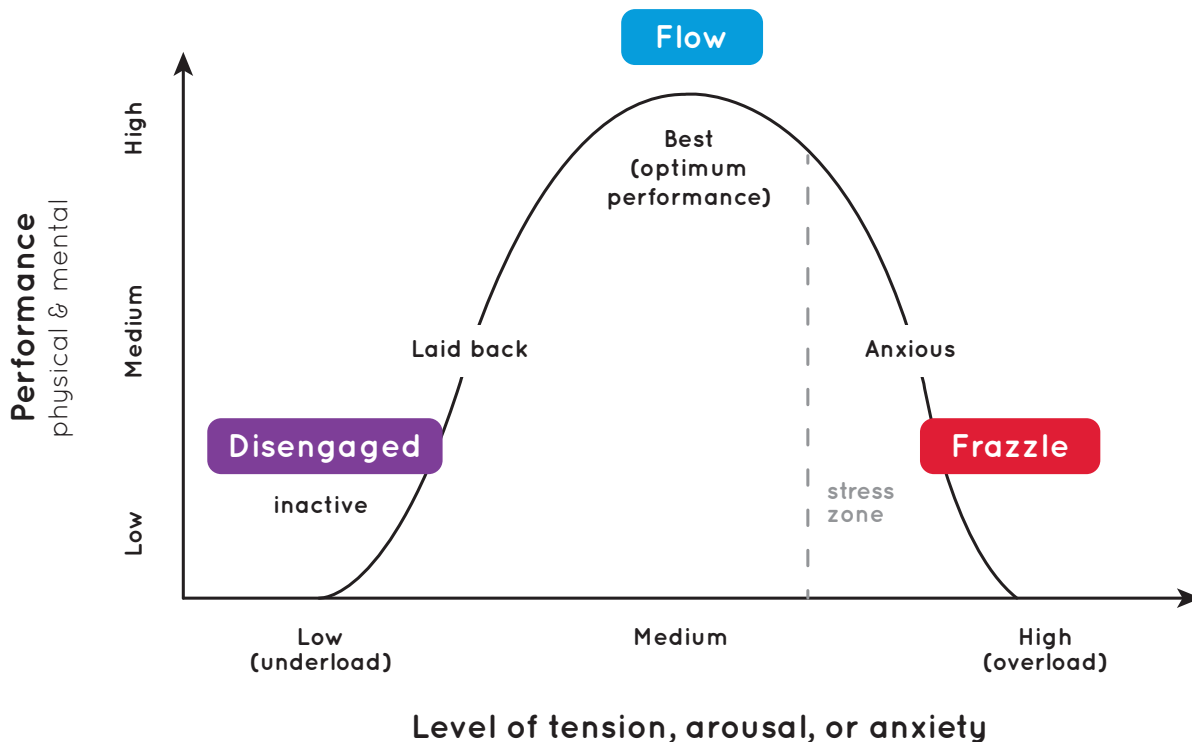 Flow
High
Medium
Low
Performance
physical & mental
Best
(optimum
performance)
Laid back
Anxious
Disengaged
Frazzle
inactive
stress
zone
Low
(underload)
Medium
High
(overload)
Level of tension, arousal, or anxiety